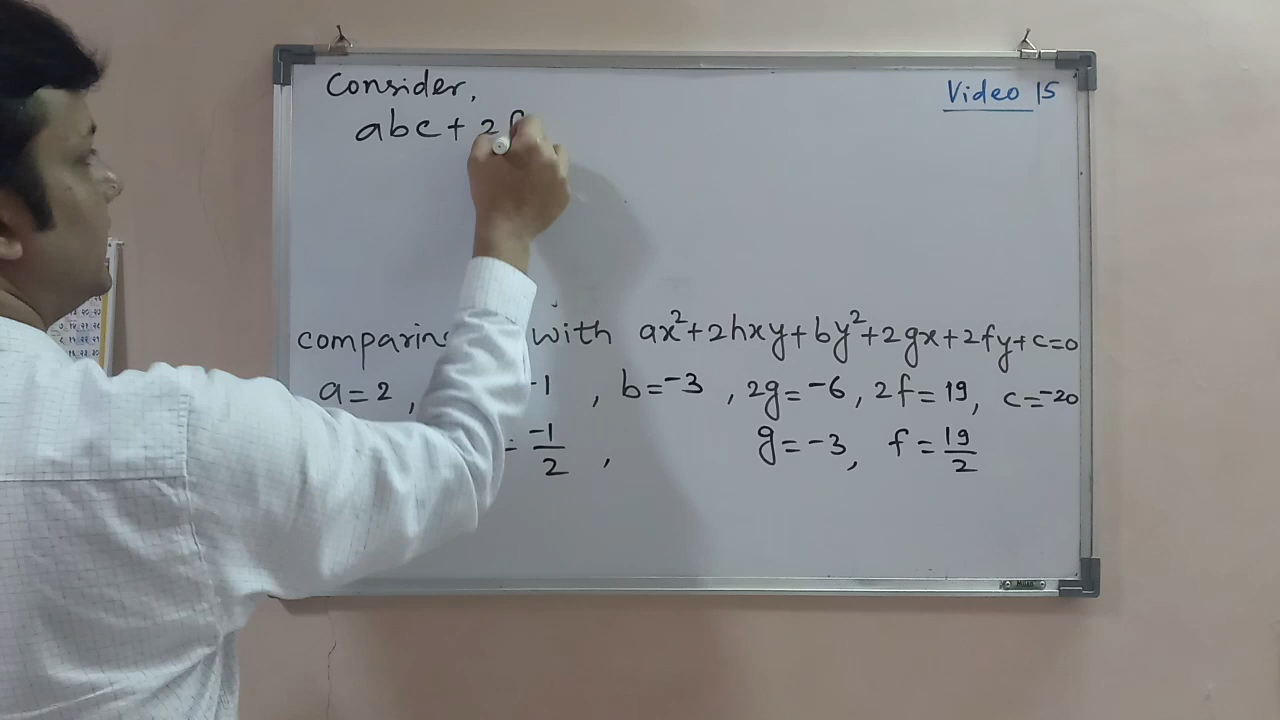 Consider,
Video 15
abc + 2f
comparing with ax²+2hxy+by²+2gx+2fy+c=0
a=2, -1, b=-3, 2g=-6, 2f=19, c=-20
= -1/2, g=-3, f=19/2